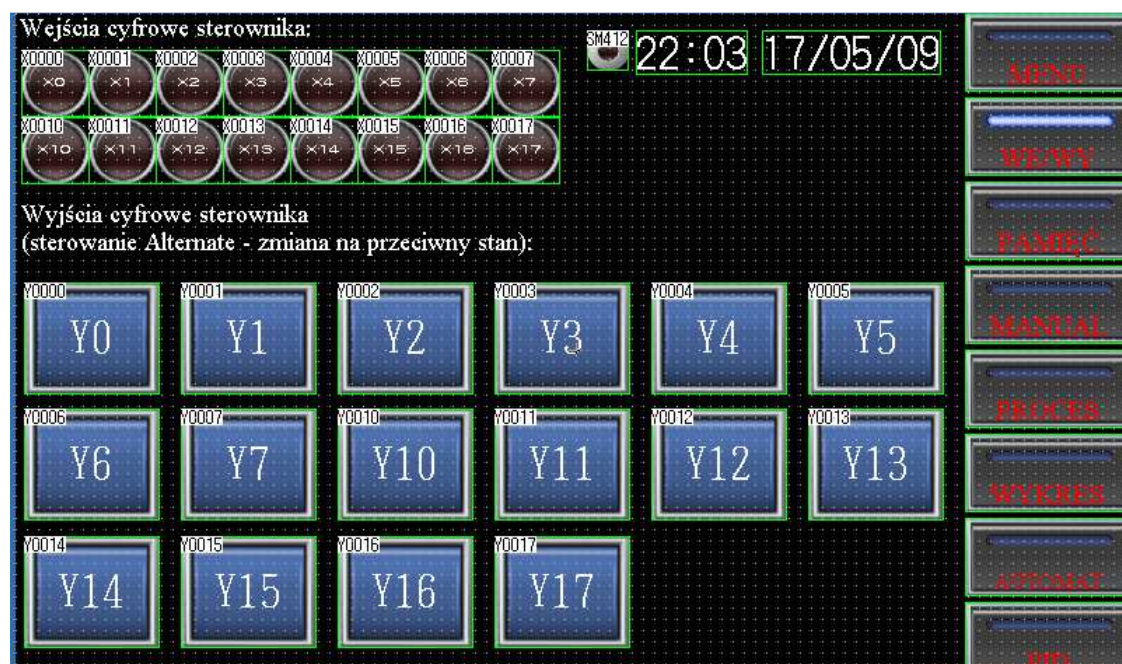 Wejścia cyfrowe sterownika:
X0000 X0001 X0002 X0003 X0004 X0005 X0006 X0007
X0 X1 X2 X3 X4 X5 X6 X7
X0010 X0011 X0012 X0013 X0014 X0015 X0016 X0017
X10 X11 X12 X13 X14 X15 X16 X17
SM412 22:03 17/05/09
Wyjścia cyfrowe sterownika
(sterowanie Alternate - zmiana na przeciwny stan):
Y0000 Y0001 Y0002 Y0003 Y0004 Y0005
Y0 Y1 Y2 Y3 Y4 Y5
Y0006 Y0007 Y0010 Y0011 Y0012 Y0013
Y6 Y7 Y10 Y11 Y12 Y13
Y0014 Y0015 Y0016 Y0017
Y14 Y15 Y16 Y17
MENU
WE/WY
PAMIĘĆ
MANUAL
PROCES
WYKRES
AUTOMAT